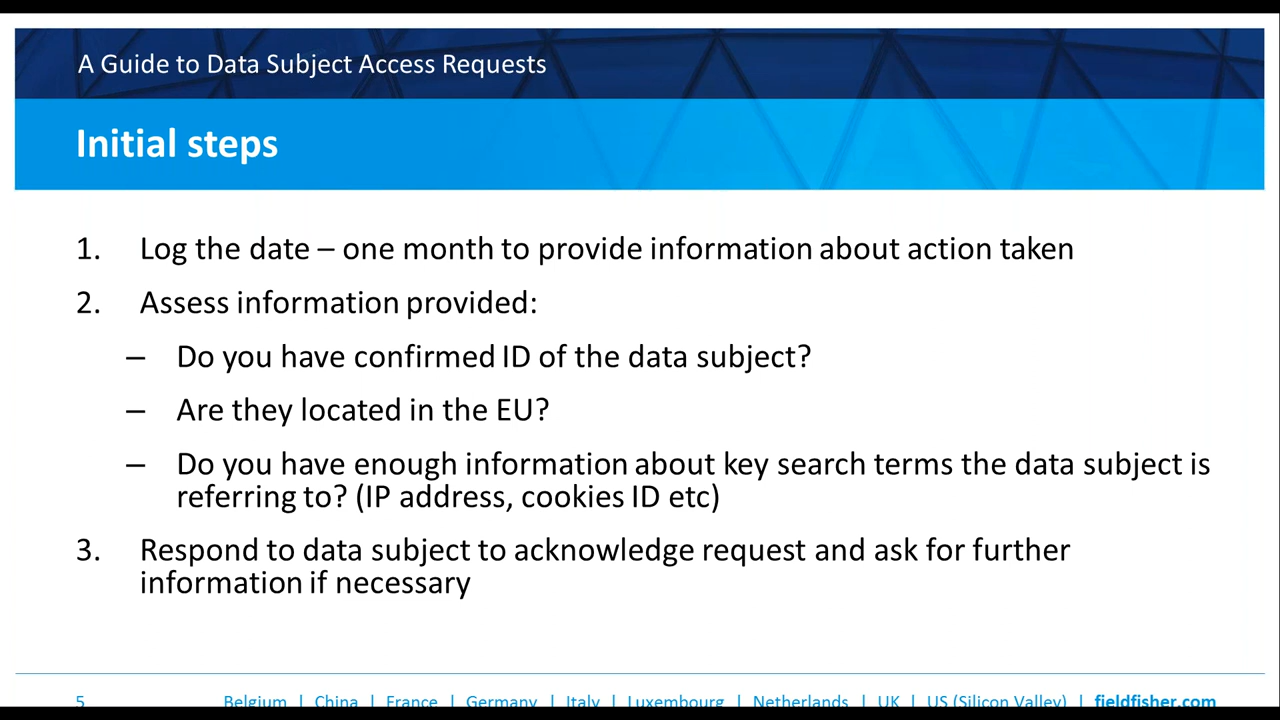 A Guide to Data Subject Access Requests
Initial steps
1. Log the date – one month to provide information about action taken
2. Assess information provided:
– Do you have confirmed ID of the data subject?
– Are they located in the EU?
– Do you have enough information about key search terms the data subject is
referring to? (IP address, cookies ID etc)
3. Respond to data subject to acknowledge request and ask for further
information if necessary
5 Belgium | China | France | Germany | Italy | Luxembourg | Netherlands | UK | US (Silicon Valley) | fieldfisher.com